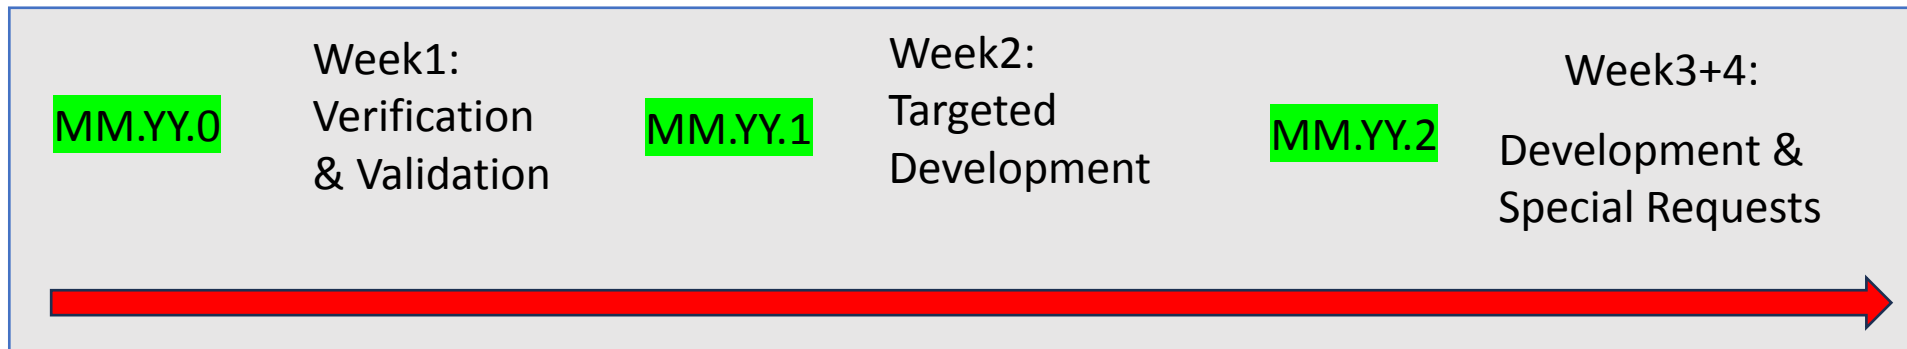 MM.YY.0
Week1:
Verification
& Validation
MM.YY.1
Week2:
Targeted
Development
MM.YY.2
Week3+4:
Development &
Special Requests